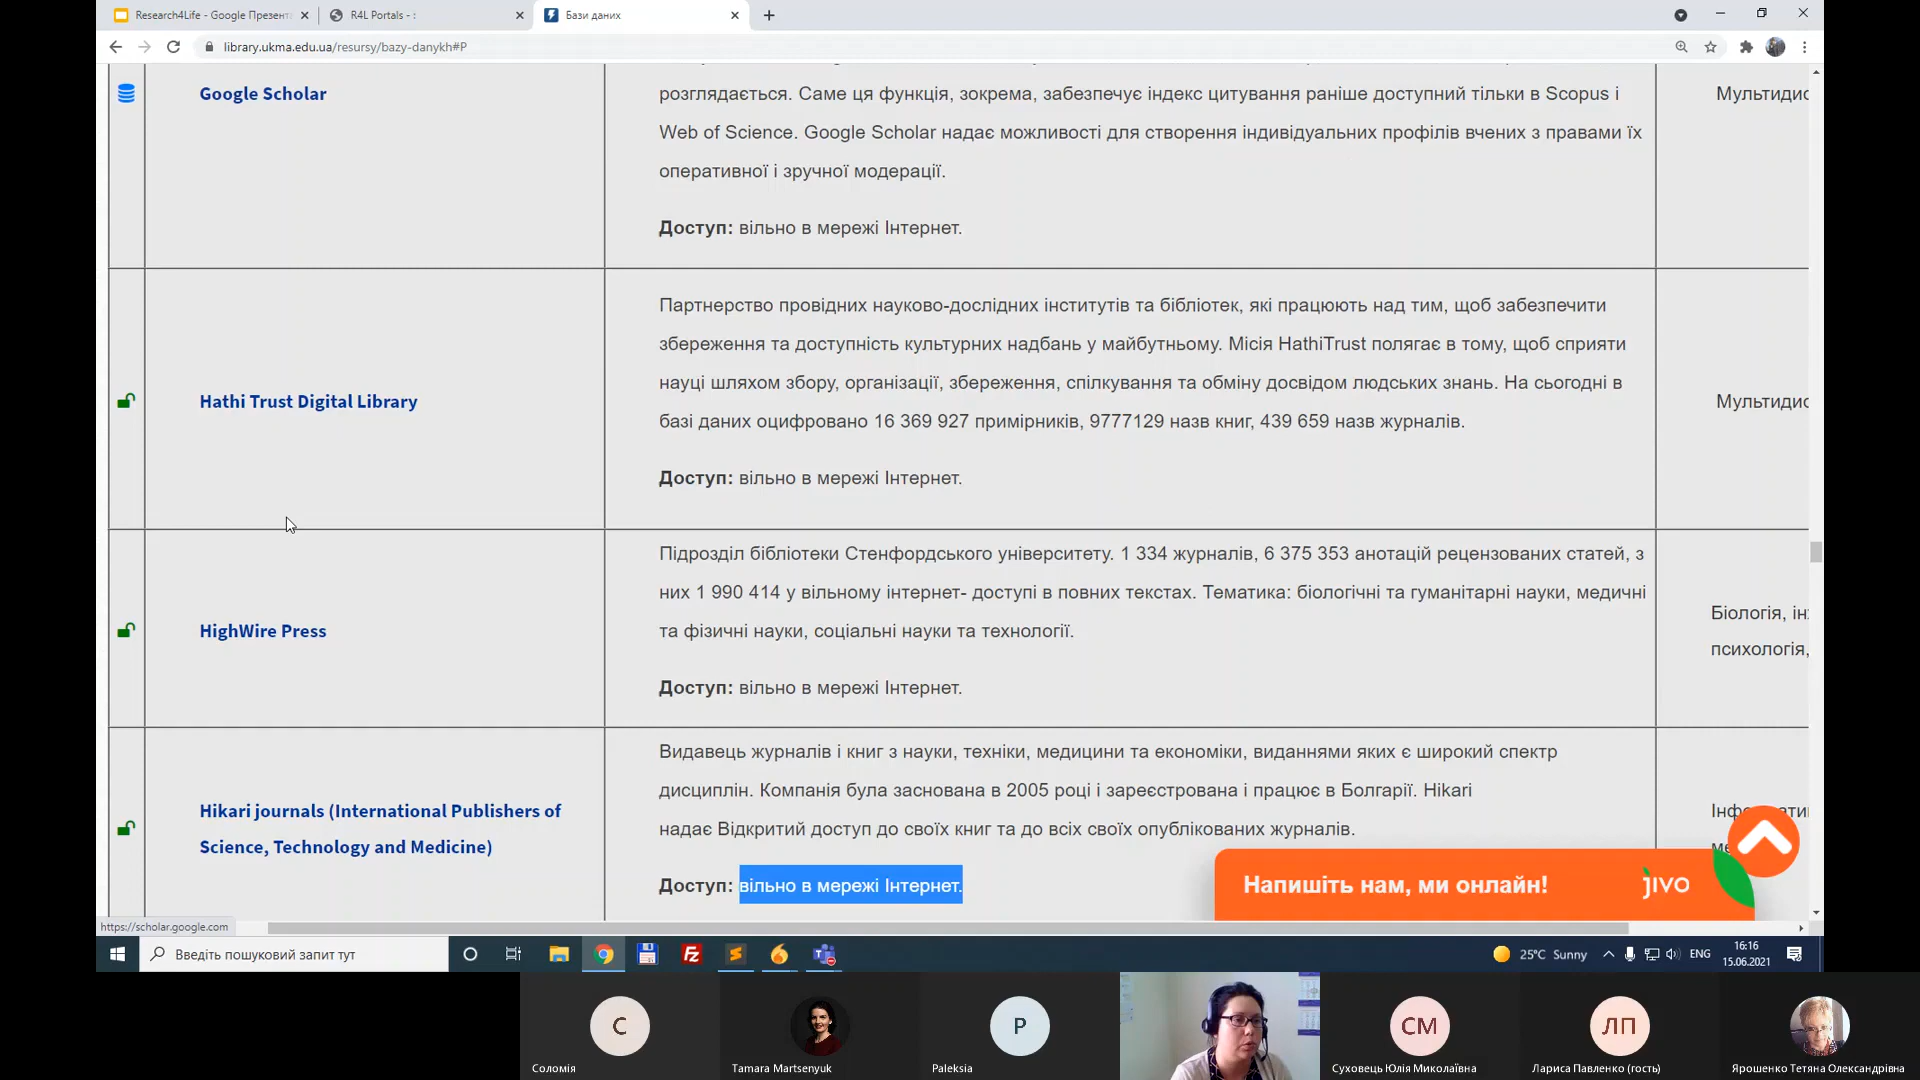 Research4Life - Google Презент
R4L Portals - :
Бази даних
library.ukma.edu.ua/resursy/bazy-danykh#P
Google Scholar
розглядається. Саме ця функція, зокрема, забезпечує індекс цитування раніше доступний тільки в Scopus і
Web of Science. Google Scholar надає можливості для створення індивідуальних профілів вчених з правами їх
оперативної і зручної модерації.
Доступ: вільно в мережі Інтернет.
Мультидис
Hathi Trust Digital Library
Партнерство провідних науково-дослідних інститутів та бібліотек, які працюють над тим, щоб забезпечити
збереження та доступність культурних надбань у майбутньому. Місія HathiTrust полягає в тому, щоб сприяти
науці шляхом збору, організації, збереження, спілкування та обміну досвідом людських знань. На сьогодні в
базі даних оцифровано 16 369 927 примірників, 9777129 назв книг, 439 659 назв журналів.
Доступ: вільно в мережі Інтернет.
Мультидис
HighWire Press
Підрозділ бібліотеки Стенфордського університету. 1 334 журналів, 6 375 353 анотацій рецензованих статей, з
них 1 990 414 у вільному інтернет- доступі в повних текстах. Тематика: біологічні та гуманітарні науки, медичні
та фізичні науки, соціальні науки та технології.
Доступ: вільно в мережі Інтернет.
Біологія, ін
психологія,
Hikari journals (International Publishers of
Science, Technology and Medicine)
Видавець журналів і книг з науки, техніки, медицини та економіки, виданнями яких є широкий спектр
дисциплін. Компанія була заснована в 2005 році і зареєстрована і працює в Болгарії. Hikari
надає Відкритий доступ до своїх книг та до всіх своїх опублікованих журналів.
Доступ: вільно в мережі Інтернет.
Напишіть нам, ми онлайн!
jivo
https://scholar.google.com
Введіть пошуковий запит тут
25°C Sunny
ENG
16:16
15.06.2021
С
Соломія
Tamara Martsenyuk
P
Paleksia
СМ
Суховець Юлія Миколаївна
ЛП
Лариса Павленко (гость)
Ярошенко Тетяна Олександрівна